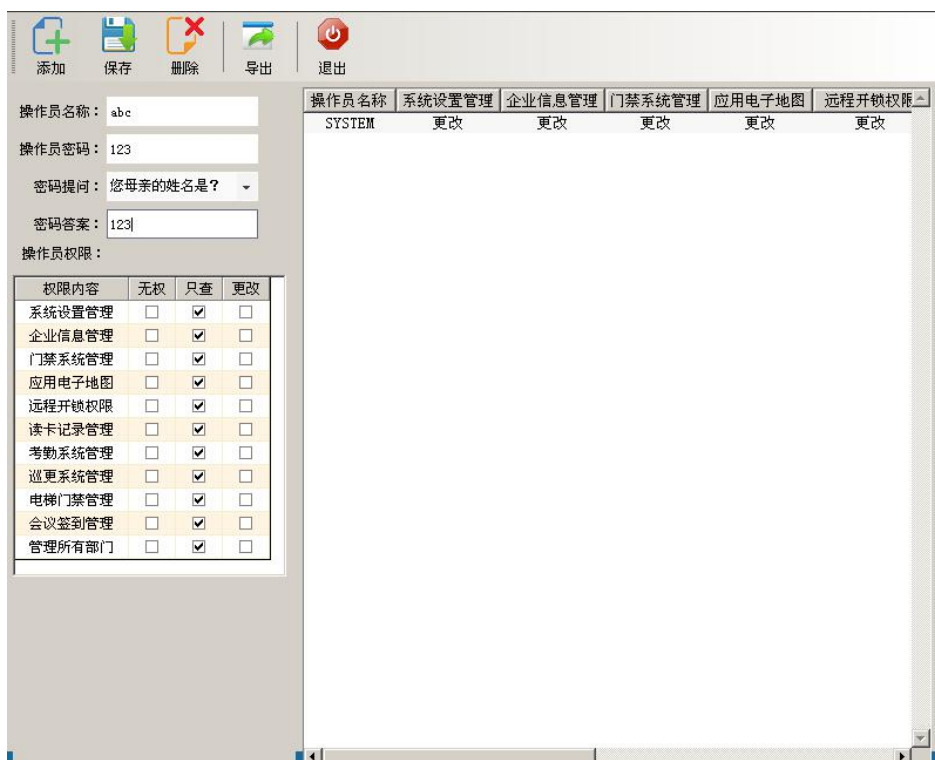 添加 保存 删除 导出 退出
操作员名称： abc
操作员密码： 123
密码提问： 您母亲的姓名是？
密码答案： 123
操作员权限：
权限内容 无权 只查 更改
系统设置管理
企业信息管理
门禁系统管理
应用电子地图
远程开锁权限
读卡记录管理
考勤系统管理
巡更系统管理
电梯门禁管理
会议签到管理
管理所有部门
操作员名称 系统设置管理 企业信息管理 门禁系统管理 应用电子地图 远程开锁权限
SYSTEM 更改 更改 更改 更改 更改